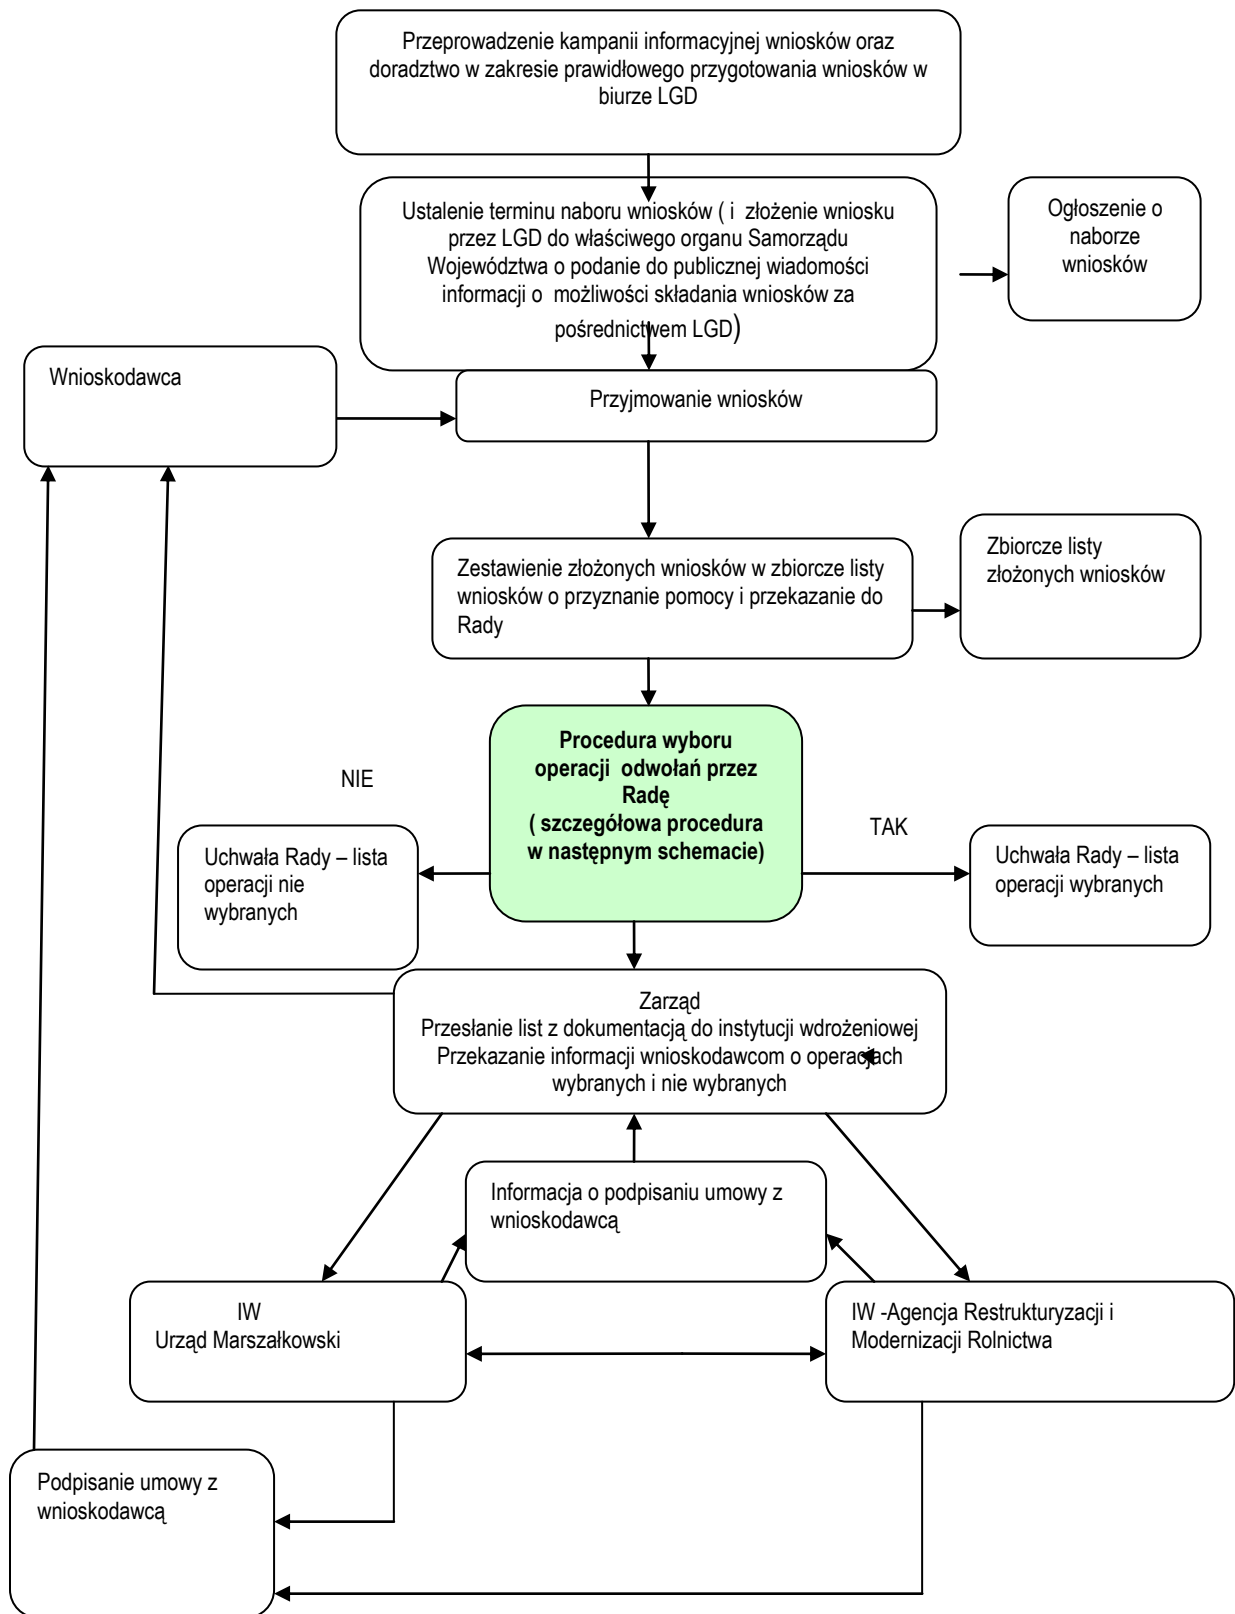 Przeprowadzenie kampanii informacyjnej wniosków oraz
doradztwo w zakresie prawidłowego przygotowania wniosków w
biurze LGD
Ustalenie terminu naboru wniosków ( i złożenie wniosku
przez LGD do właściwego organu Samorządu
Województwa o podanie do publicznej wiadomości
informacji o możliwości składania wniosków za
pośrednictwem LGD)
Ogłoszenie o
naborze
wniosków
Wnioskodawca
Przyjmowanie wniosków
Zestawienie złożonych wniosków w zbiorcze listy
wniosków o przyznanie pomocy i przekazanie do
Rady
Zbiorcze listy
złożonych wniosków
Procedura wyboru
operacji odwołań przez
Radę
( szczegółowa procedura
w następnym schemacie)
NIE
TAK
Uchwała Rady – lista
operacji nie
wybranych
Uchwała Rady – lista
operacji wybranych
Zarząd
Przesłanie list z dokumentacją do instytucji wdrożeniowej
Przekazanie informacji wnioskodawcom o operacjach
wybranych i nie wybranych
Informacja o podpisaniu umowy z
wnioskodawcą
IW
Urząd Marszałkowski
IW -Agencja Restrukturyzacji i
Modernizacji Rolnictwa
Podpisanie umowy z
wnioskodawcą